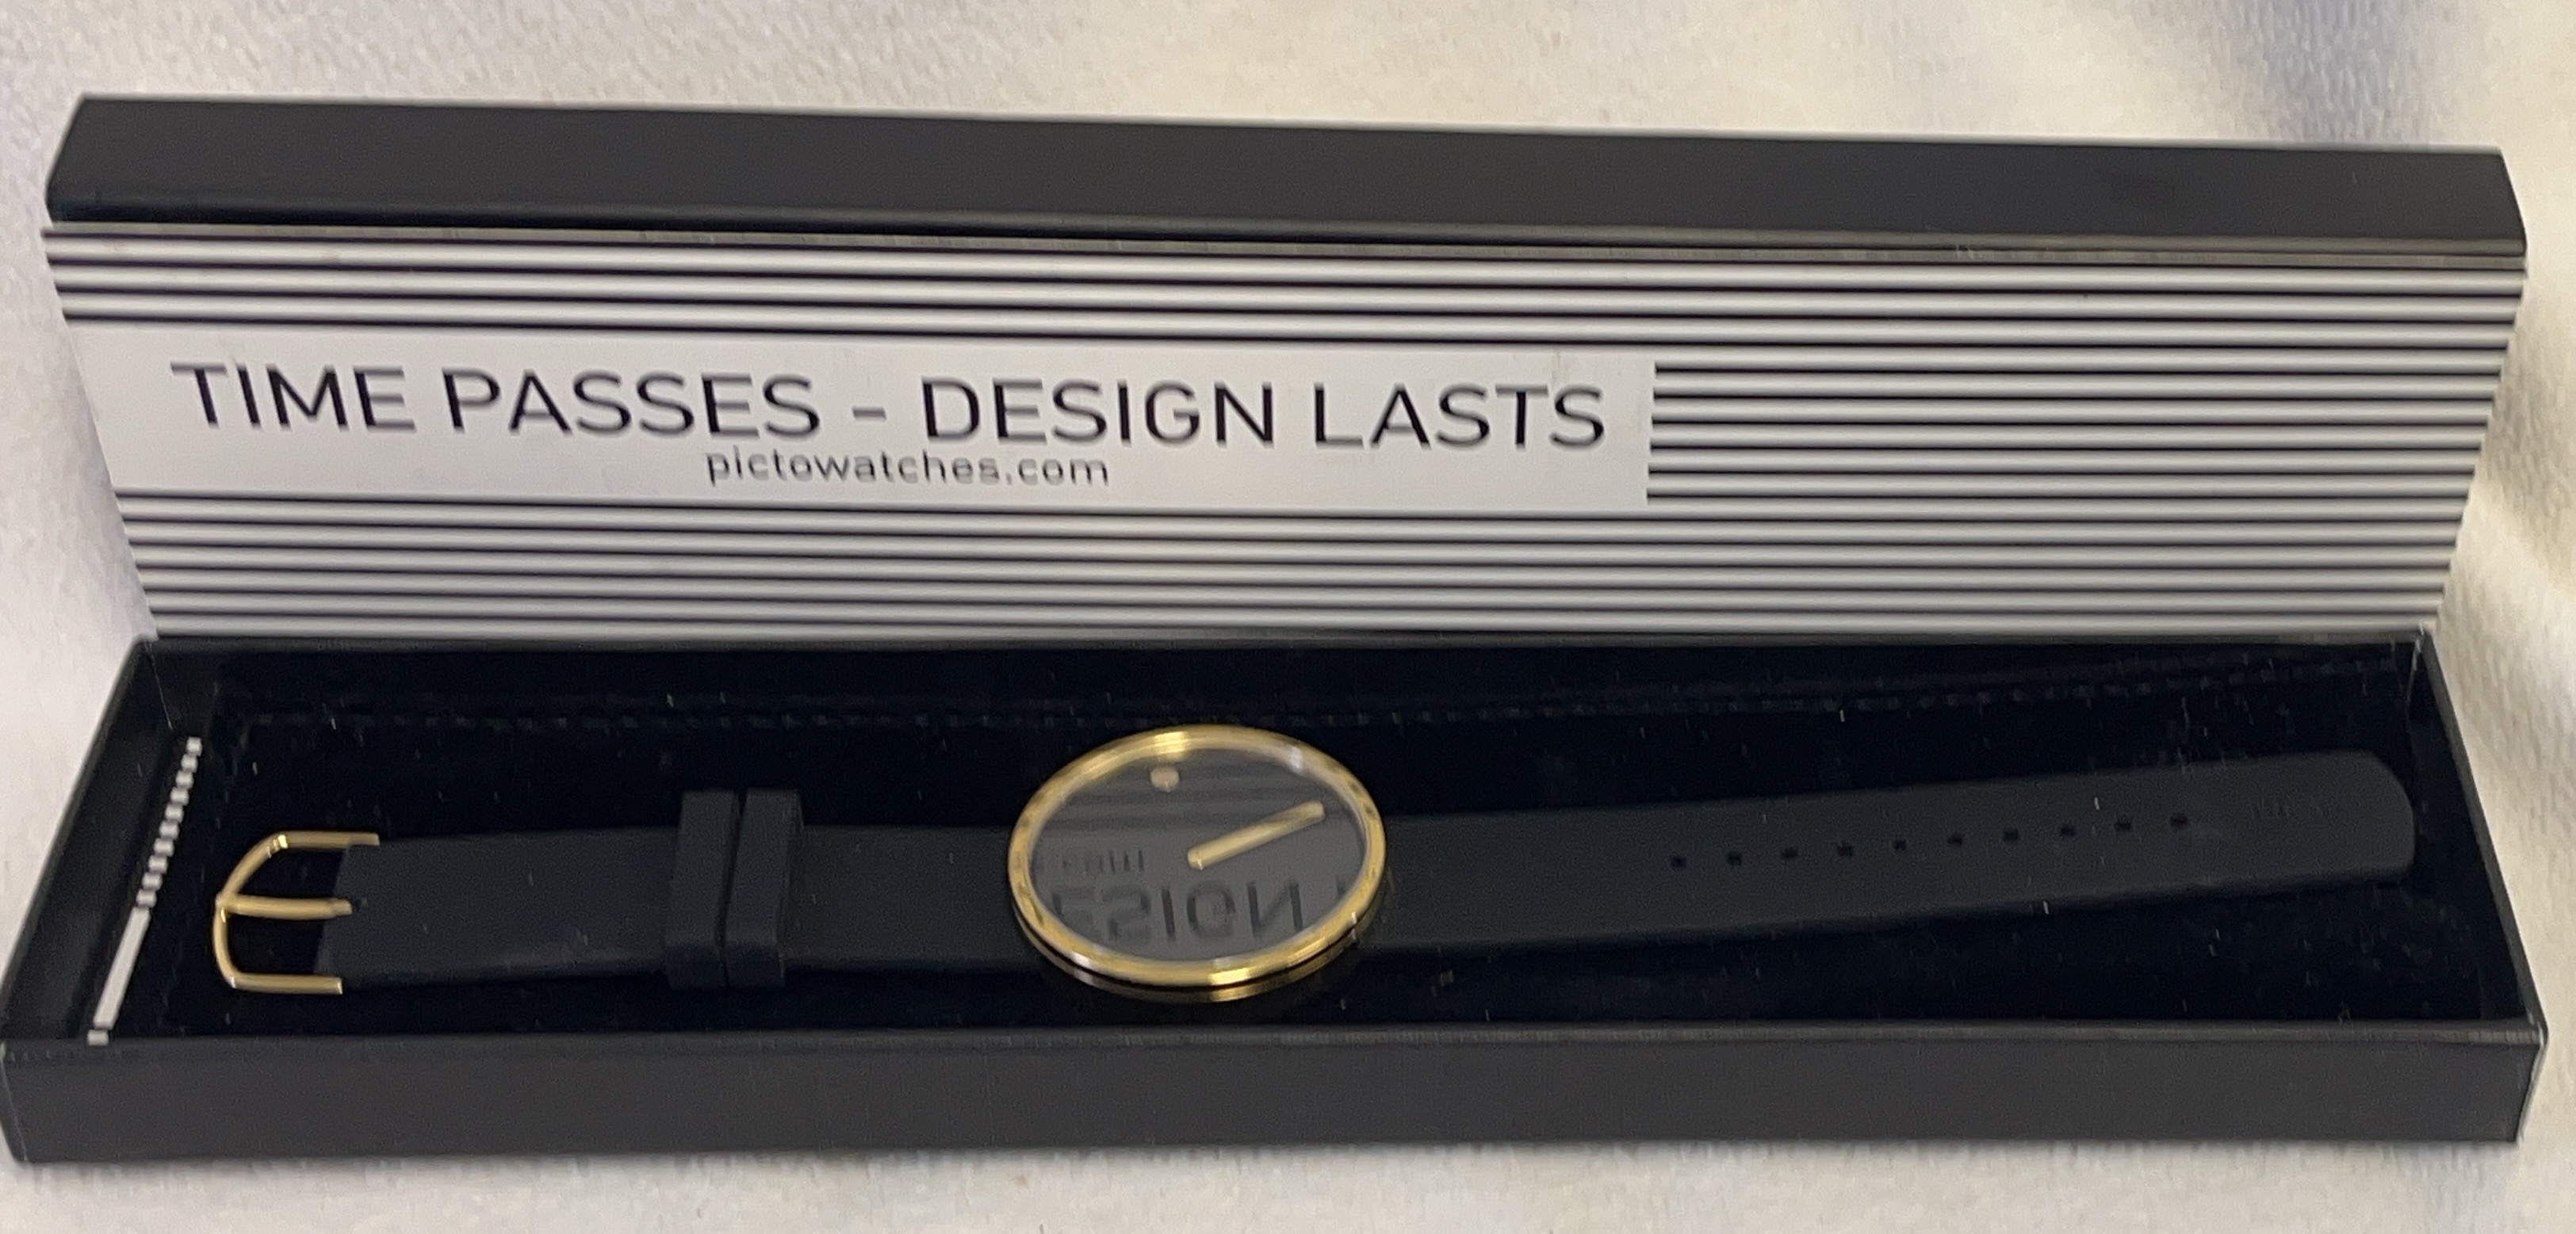 TIME PASSES - DESIGN LASTS
pictowatches.com